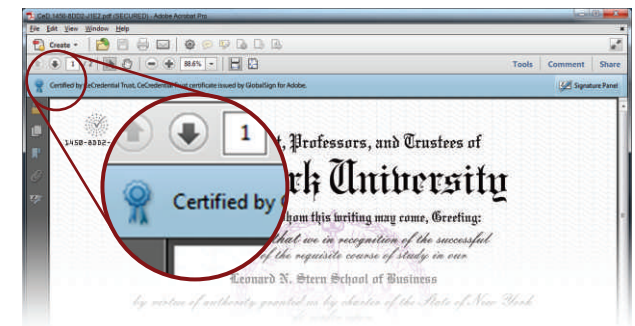 CeD 1450-8DD2-J1E2.pdf (SECURED) - Adobe Acrobat Pro
File Edit View Window Help
Create
1 / 88.6% Tools Comment Share
Certified by CeCredential Trust, CeCredential Trust certificate issued by GlobalSign for Adobe. Signature Panel
1450-8DD2-
1
Certified by
, Professors, and Trustees of
rk University
hom this writing may come, Greeting:
that we in recognition of the successful
of the requisite course of study in our
Leonard N. Stern School of Business
by virtue of authority granted us by charter of the State of New York